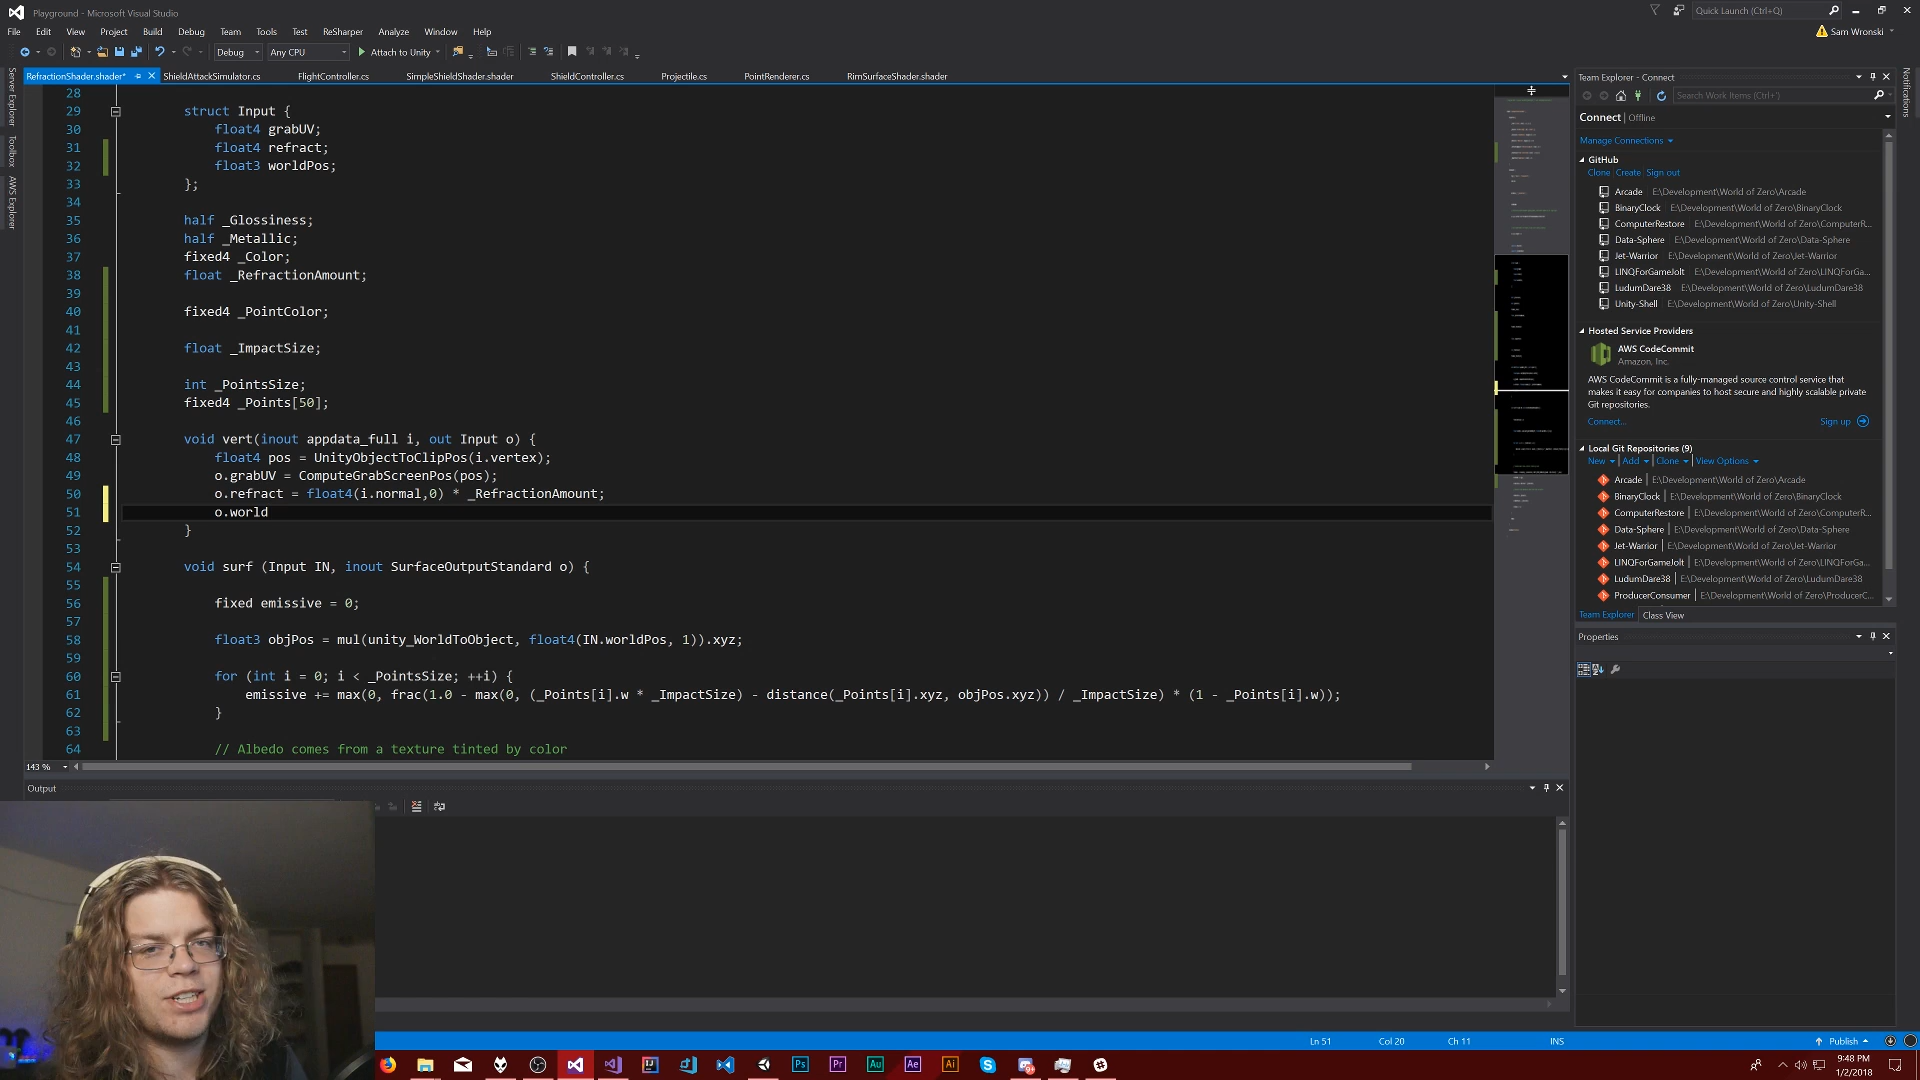 Playground - Microsoft Visual Studio
Quick Launch (Ctrl+Q)
File Edit View Project Build Debug Team Tools Test ReSharper Analyze Window Help
Sam Wronski
Debug Any CPU Attach to Unity
RefractionShader.shader* ShieldAttackSimulator.cs FlightController.cs SimpleShieldShader.shader ShieldController.cs Projectile.cs PointRenderer.cs RimSurfaceShader.shader
Server Explorer
Toolbox
AWS Explorer
28
29 struct Input {
30 float4 grabUV;
31 float4 refract;
32 float3 worldPos;
33 };
34
35 half _Glossiness;
36 half _Metallic;
37 fixed4 _Color;
38 float _RefractionAmount;
39
40 fixed4 _PointColor;
41
42 float _ImpactSize;
43
44 int _PointsSize;
45 fixed4 _Points[50];
46
47 void vert(inout appdata_full i, out Input o) {
48 float4 pos = UnityObjectToClipPos(i.vertex);
49 o.grabUV = ComputeGrabScreenPos(pos);
50 o.refract = float4(i.normal,0) * _RefractionAmount;
51 o.world
52 }
53
54 void surf (Input IN, inout SurfaceOutputStandard o) {
55
56 fixed emissive = 0;
57
58 float3 objPos = mul(unity_WorldToObject, float4(IN.worldPos, 1)).xyz;
59
60 for (int i = 0; i < _PointsSize; ++i) {
61 emissive += max(0, frac(1.0 - max(0, (_Points[i].w * _ImpactSize) - distance(_Points[i].xyz, objPos.xyz)) / _ImpactSize) * (1 - _Points[i].w));
62 }
63
64 // Albedo comes from a texture tinted by color
143 %
Output
Team Explorer - Connect
Search Work Items (Ctrl+')
Connect | Offline
Manage Connections
GitHub
Clone Create Sign out
Arcade E:\Development\World of Zero\Arcade
BinaryClock E:\Development\World of Zero\BinaryClock
ComputerRestore E:\Development\World of Zero\ComputerR...
Data-Sphere E:\Development\World of Zero\Data-Sphere
Jet-Warrior E:\Development\World of Zero\Jet-Warrior
LINQForGameJolt E:\Development\World of Zero\LINQForGa...
LudumDare38 E:\Development\World of Zero\LudumDare38
Unity-Shell E:\Development\World of Zero\Unity-Shell
Hosted Service Providers
AWS CodeCommit
Amazon, Inc.
AWS CodeCommit is a fully-managed source control service that
makes it easy for companies to host secure and highly scalable private
Git repositories.
Connect... Sign up
Local Git Repositories (9)
New Add Clone View Options
Arcade | E:\Development\World of Zero\Arcade
BinaryClock | E:\Development\World of Zero\BinaryClock
ComputerRestore | E:\Development\World of Zero\ComputerR...
Data-Sphere | E:\Development\World of Zero\Data-Sphere
Jet-Warrior | E:\Development\World of Zero\Jet-Warrior
LINQForGameJolt | E:\Development\World of Zero\LINQForGa...
LudumDare38 | E:\Development\World of Zero\LudumDare38
ProducerConsumer | E:\Development\World of Zero\ProducerC...
Team Explorer Class View
Properties
Notifications
Ln 51 Col 20 Ch 11 INS Publish
Ps Pr Au Ae Ai
9:48 PM
1/2/2018